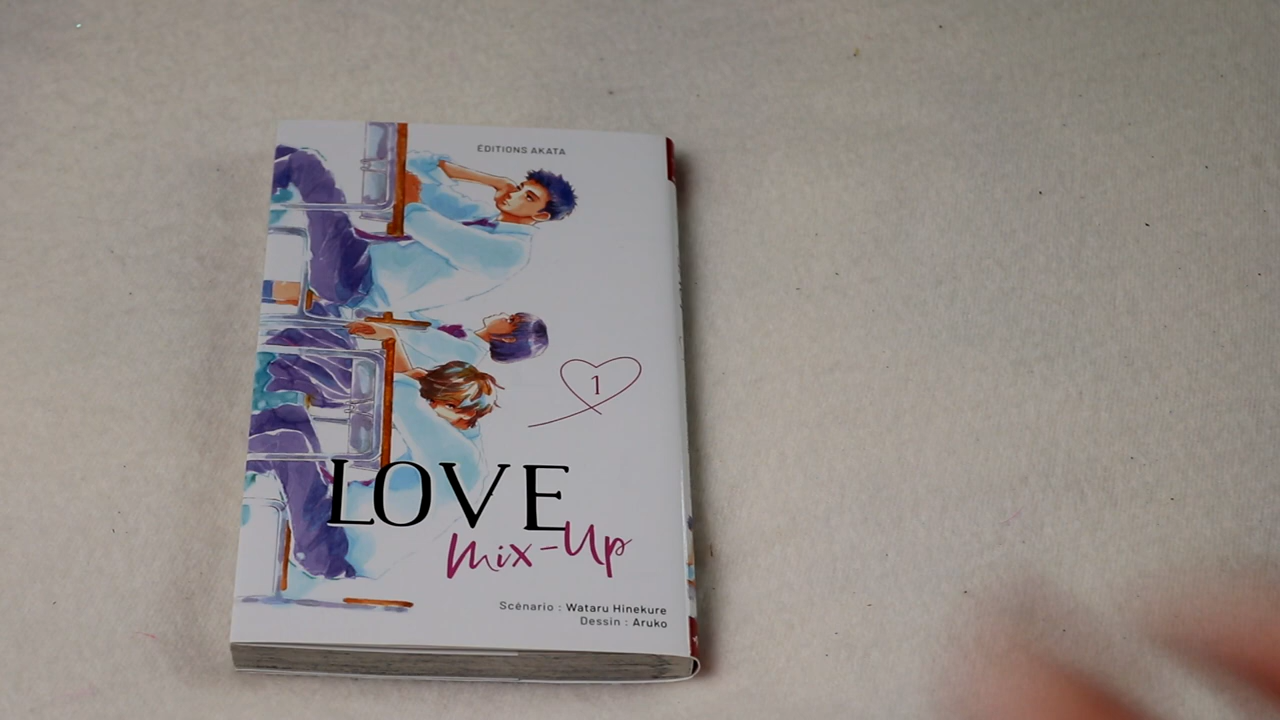 ÉDITIONS AKATA
1
LOVE
Mix-Up
Scénario : Wataru Hinekure
Dessin : Aruko